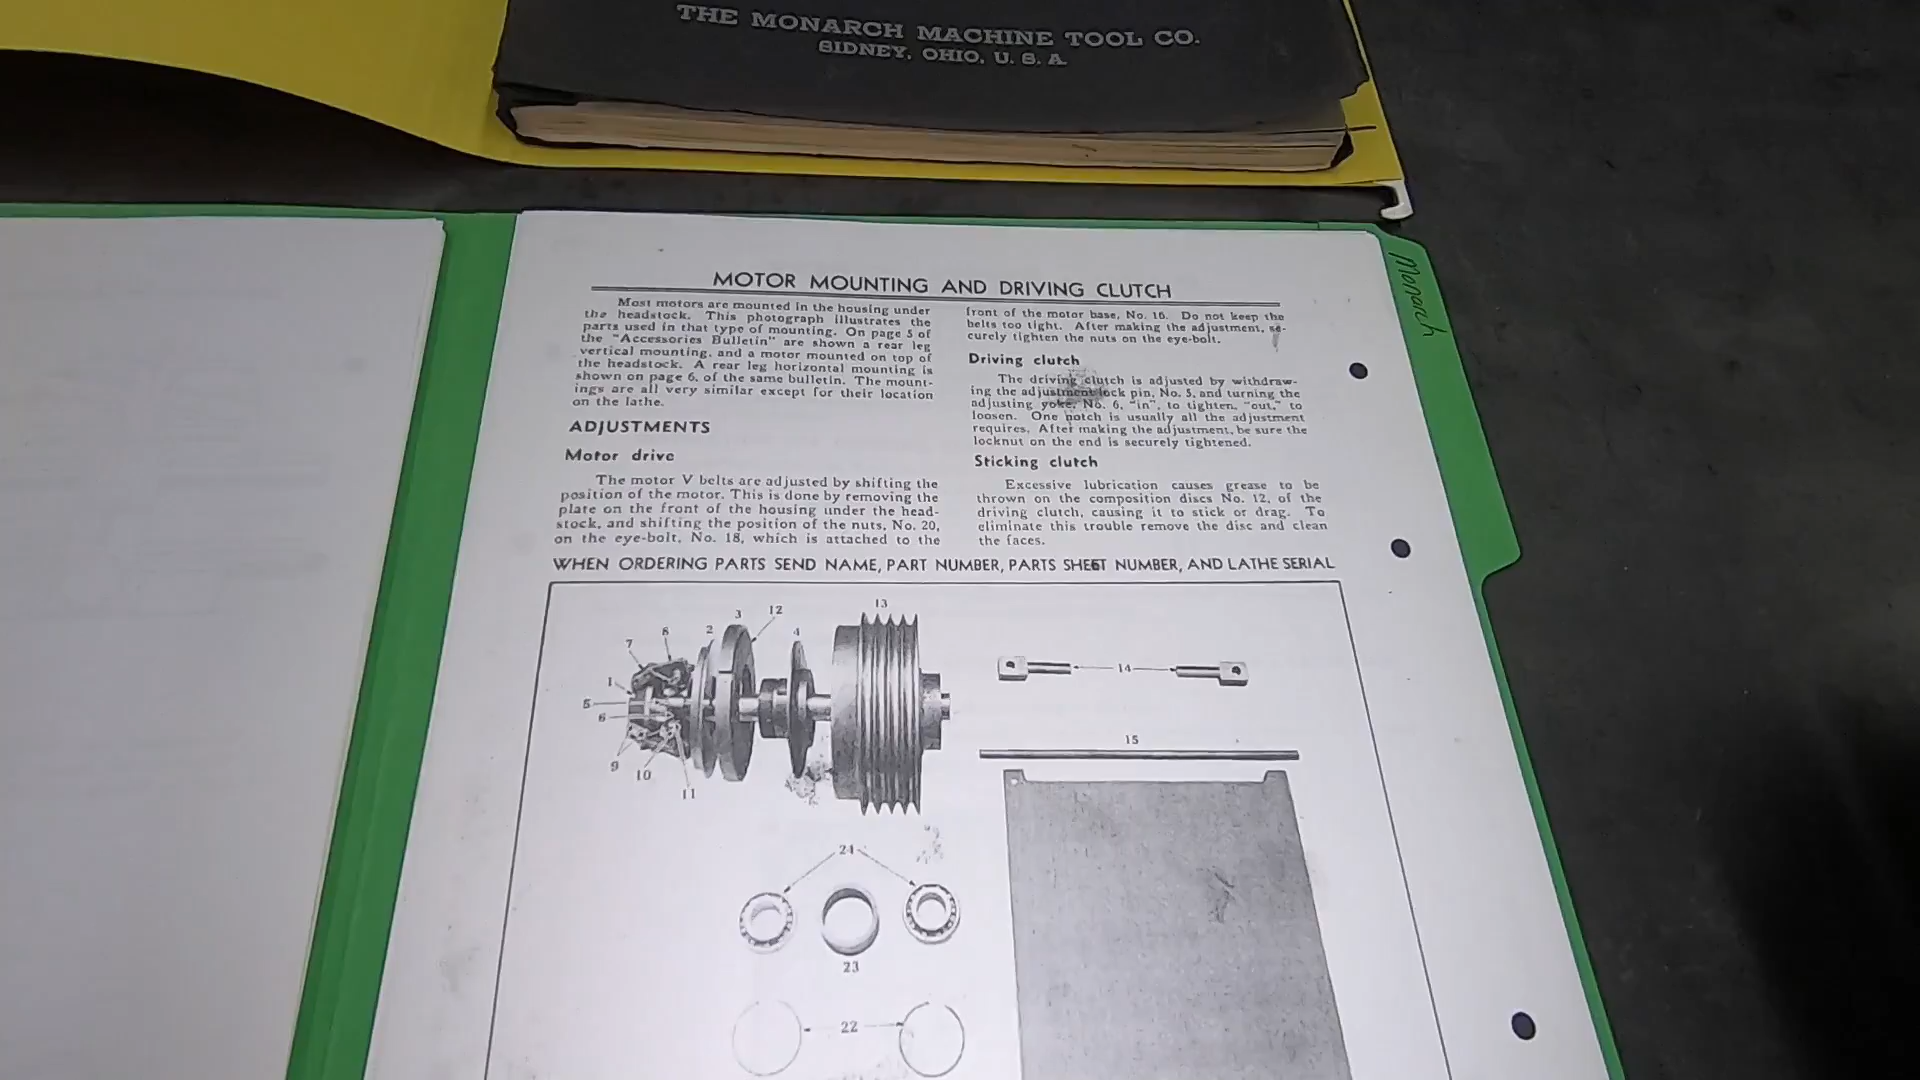 THE MONARCH MACHINE TOOL CO.
SIDNEY, OHIO, U. S. A
Monarch
MOTOR MOUNTING AND DRIVING CLUTCH
Most motors are mounted in the housing under
the headstock. This photograph illustrates the
parts used in that type of mounting. On page 5 of
the "Accessories Bulletin" are shown a rear leg
vertical mounting, and a motor mounted on top of
the headstock. A rear leg horizontal mounting is
shown on page 6, of the same bulletin. The mount-
ings are all very similar except for their location
on the lathe.
ADJUSTMENTS
Motor drive
The motor V belts are adjusted by shifting the
position of the motor. This is done by removing the
plate on the front of the housing under the head-
stock, and shifting the position of the nuts, No. 20,
on the eye-bolt, No. 18, which is attached to the
front of the motor base, No. 16. Do not keep the
belts too tight. After making the adjustment, se-
curely tighten the nuts on the eye-bolt.
Driving clutch
The driving clutch is adjusted by withdraw-
ing the adjustment lock pin, No. 5, and turning the
adjusting yoke, No. 6, "in", to tighten, "out," to
loosen. One notch is usually all the adjustment
requires. After making the adjustment, be sure the
locknut on the end is securely tightened.
Sticking clutch
Excessive lubrication causes grease to be
thrown on the composition discs No. 12, of the
driving clutch, causing it to stick or drag. To
eliminate this trouble remove the disc and clean
the faces.
WHEN ORDERING PARTS SEND NAME, PART NUMBER, PARTS SHEET NUMBER, AND LATHE SERIAL
13
3 12
8 2 4
7
1
5
6
9
10
11
14
15
24
23
22